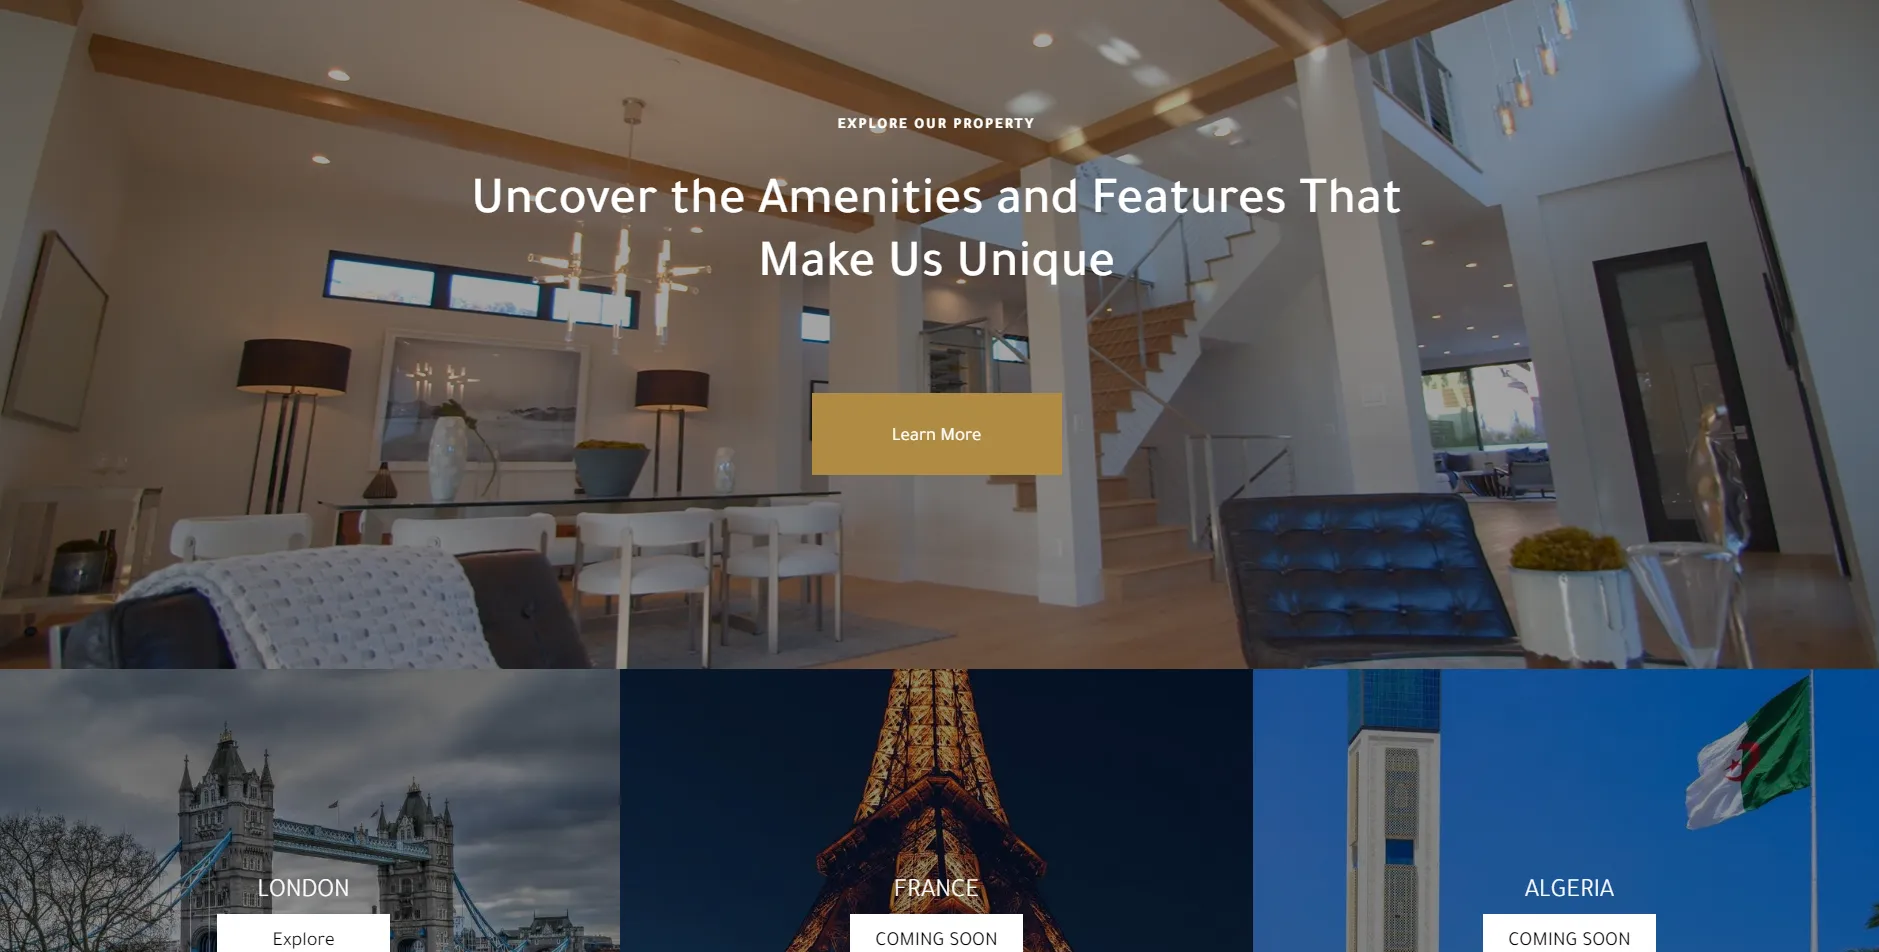 EXPLORE OUR PROPERTY
Uncover the Amenities and Features That
Make Us Unique
Learn More
LONDON
Explore
FRANCE
COMING SOON
ALGERIA
COMING SOON